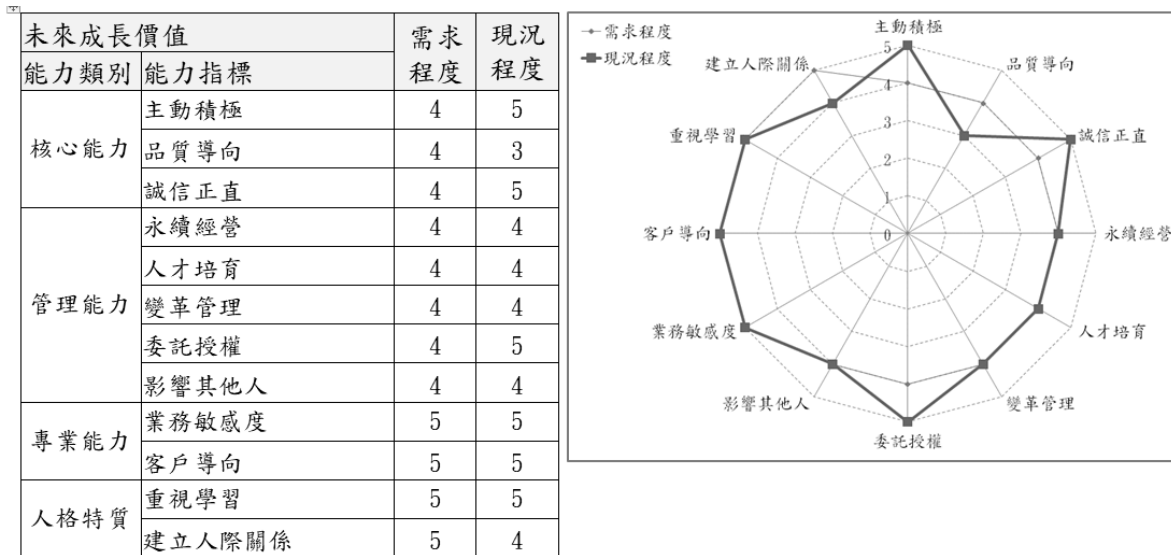 未來成長價值
需求程度
現況程度
能力類別 能力指標
核心能力
主動積極 4 5
品質導向 4 3
誠信正直 4 5
管理能力
永續經營 4 4
人才培育 4 4
變革管理 4 4
委託授權 4 5
影響其他人 4 4
專業能力
業務敏感度 5 5
客戶導向 5 5
人格特質
重視學習 5 5
建立人際關係 5 4
需求程度
現況程度
主動積極
品質導向
誠信正直
永續經營
人才培育
變革管理
委託授權
影響其他人
業務敏感度
客戶導向
重視學習
建立人際關係
5
4
3
2
1
0